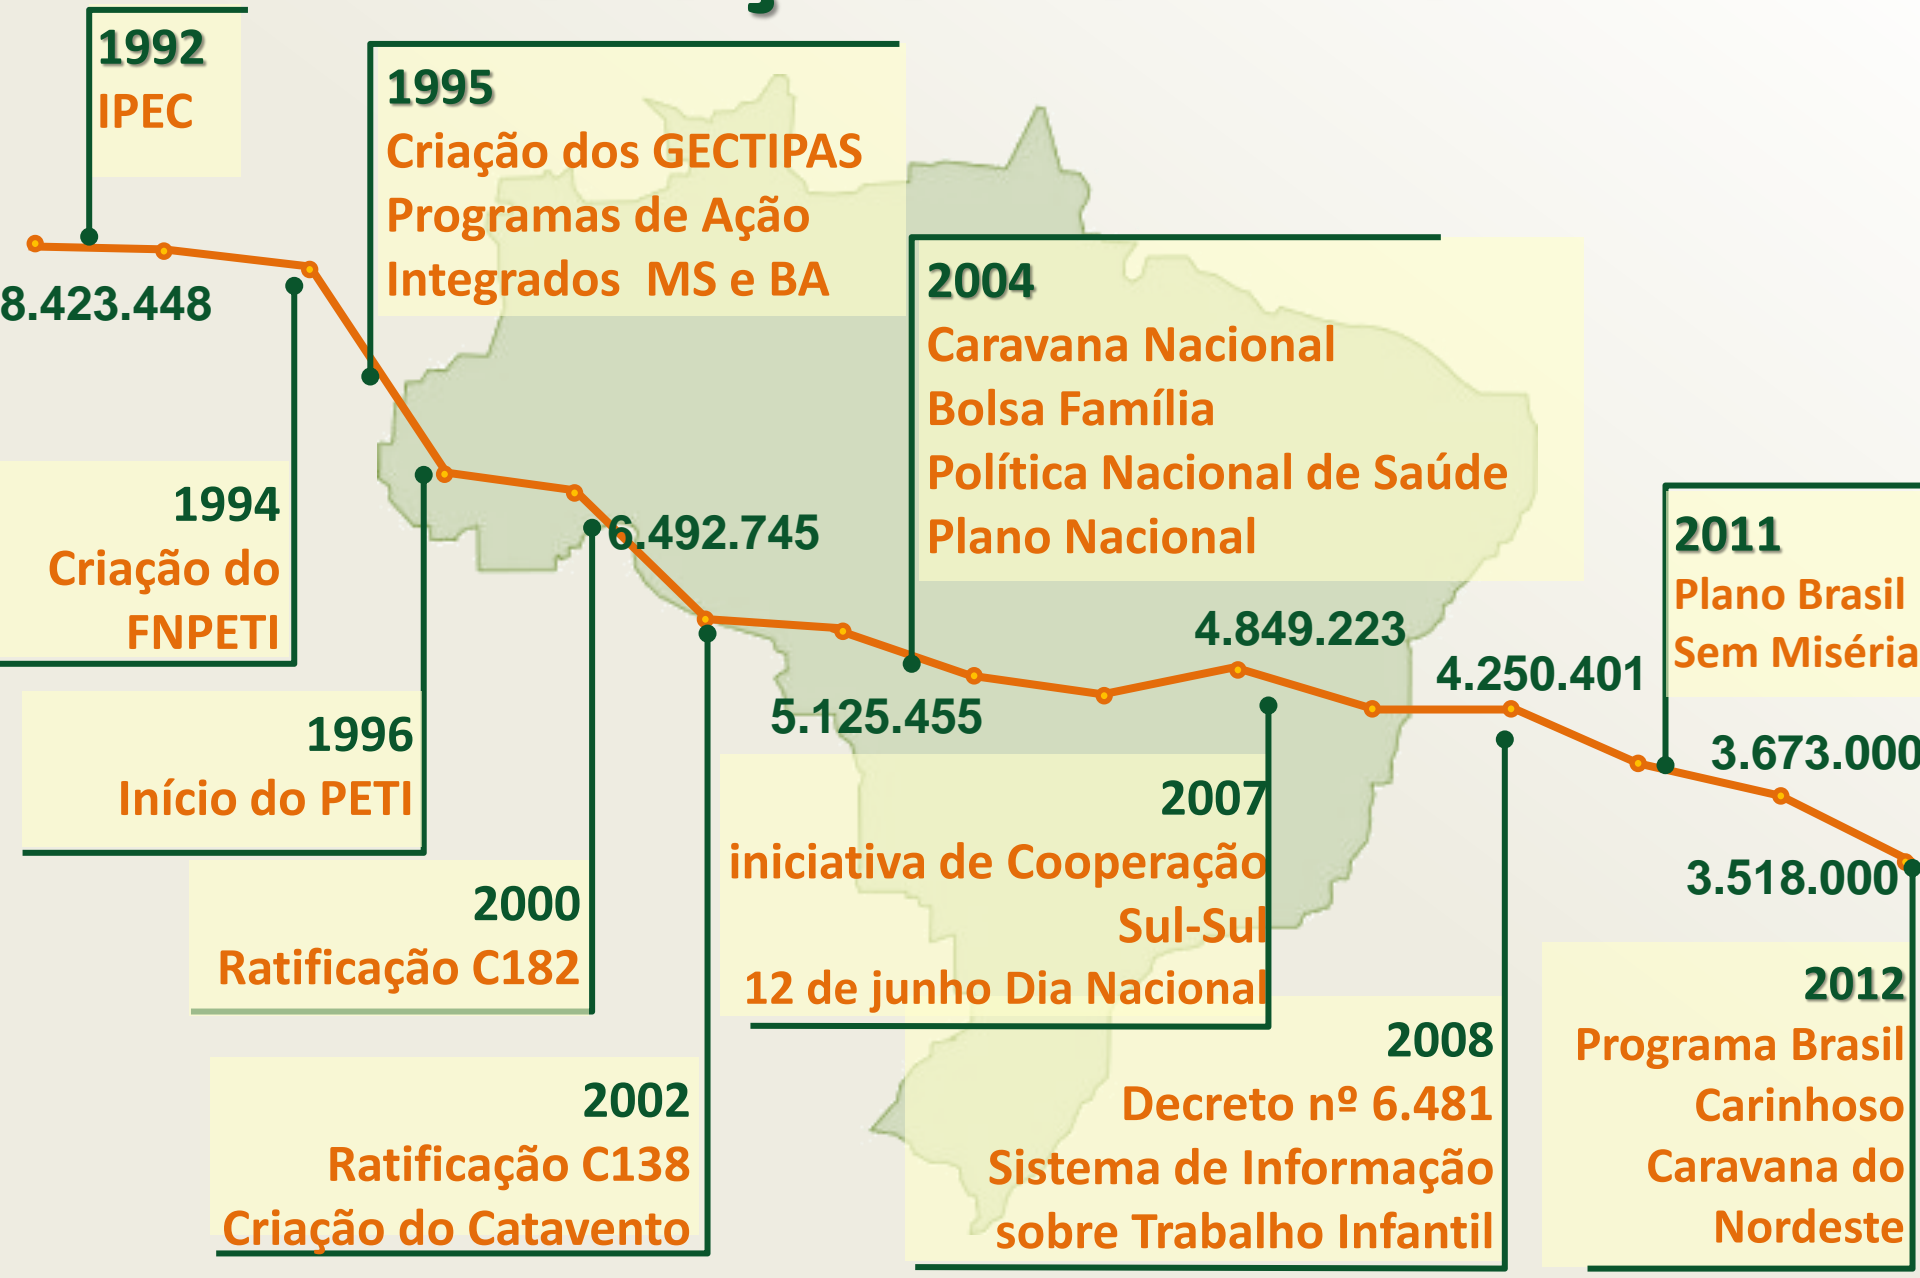 1992
IPEC
1995
Criação dos GECTIPAS
Programas de Ação
Integrados  MS e BA
8.423.448
2004
Caravana Nacional
Bolsa Família
Política Nacional de Saúde
Plano Nacional
1994
Criação do
FNPETI
6.492.745
2011
Plano Brasil
Sem Miséria
4.849.223
4.250.401
5.125.455
3.673.000
1996
Início do PETI
2007
iniciativa de Cooperação
Sul-Sul
12 de junho Dia Nacional
3.518.000
2000
Ratificação C182
2012
Programa Brasil
Carinhoso
Caravana do
Nordeste
2008
Decreto nº 6.481
Sistema de Informação
sobre Trabalho Infantil
2002
Ratificação C138
Criação do Catavento